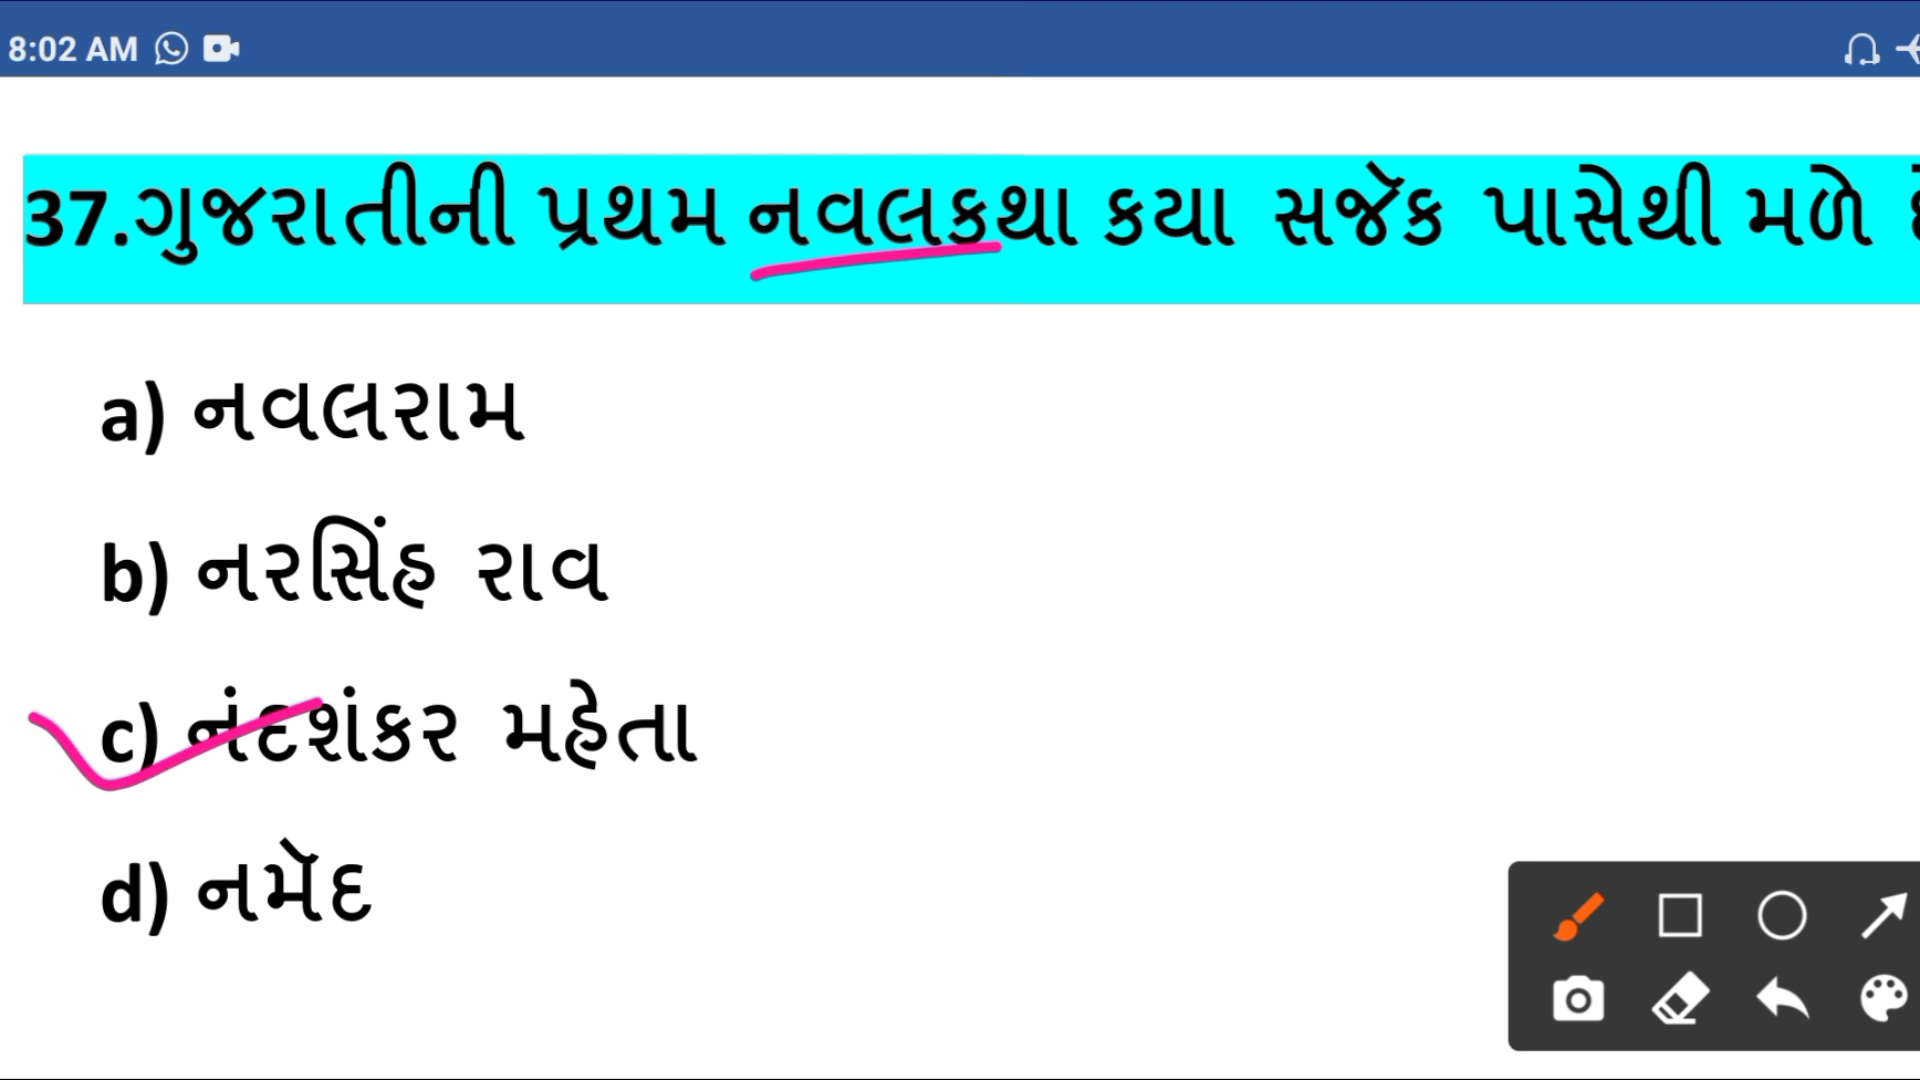 8:02 AM
37.ગુજરાતીની પ્રથમ નવલકથા કયા સર્જક પાસેથી મળે
a) નવલરામ
b) નરસિંહ રાવ
c) નંદશંકર મહેતા
d) નર્મદ